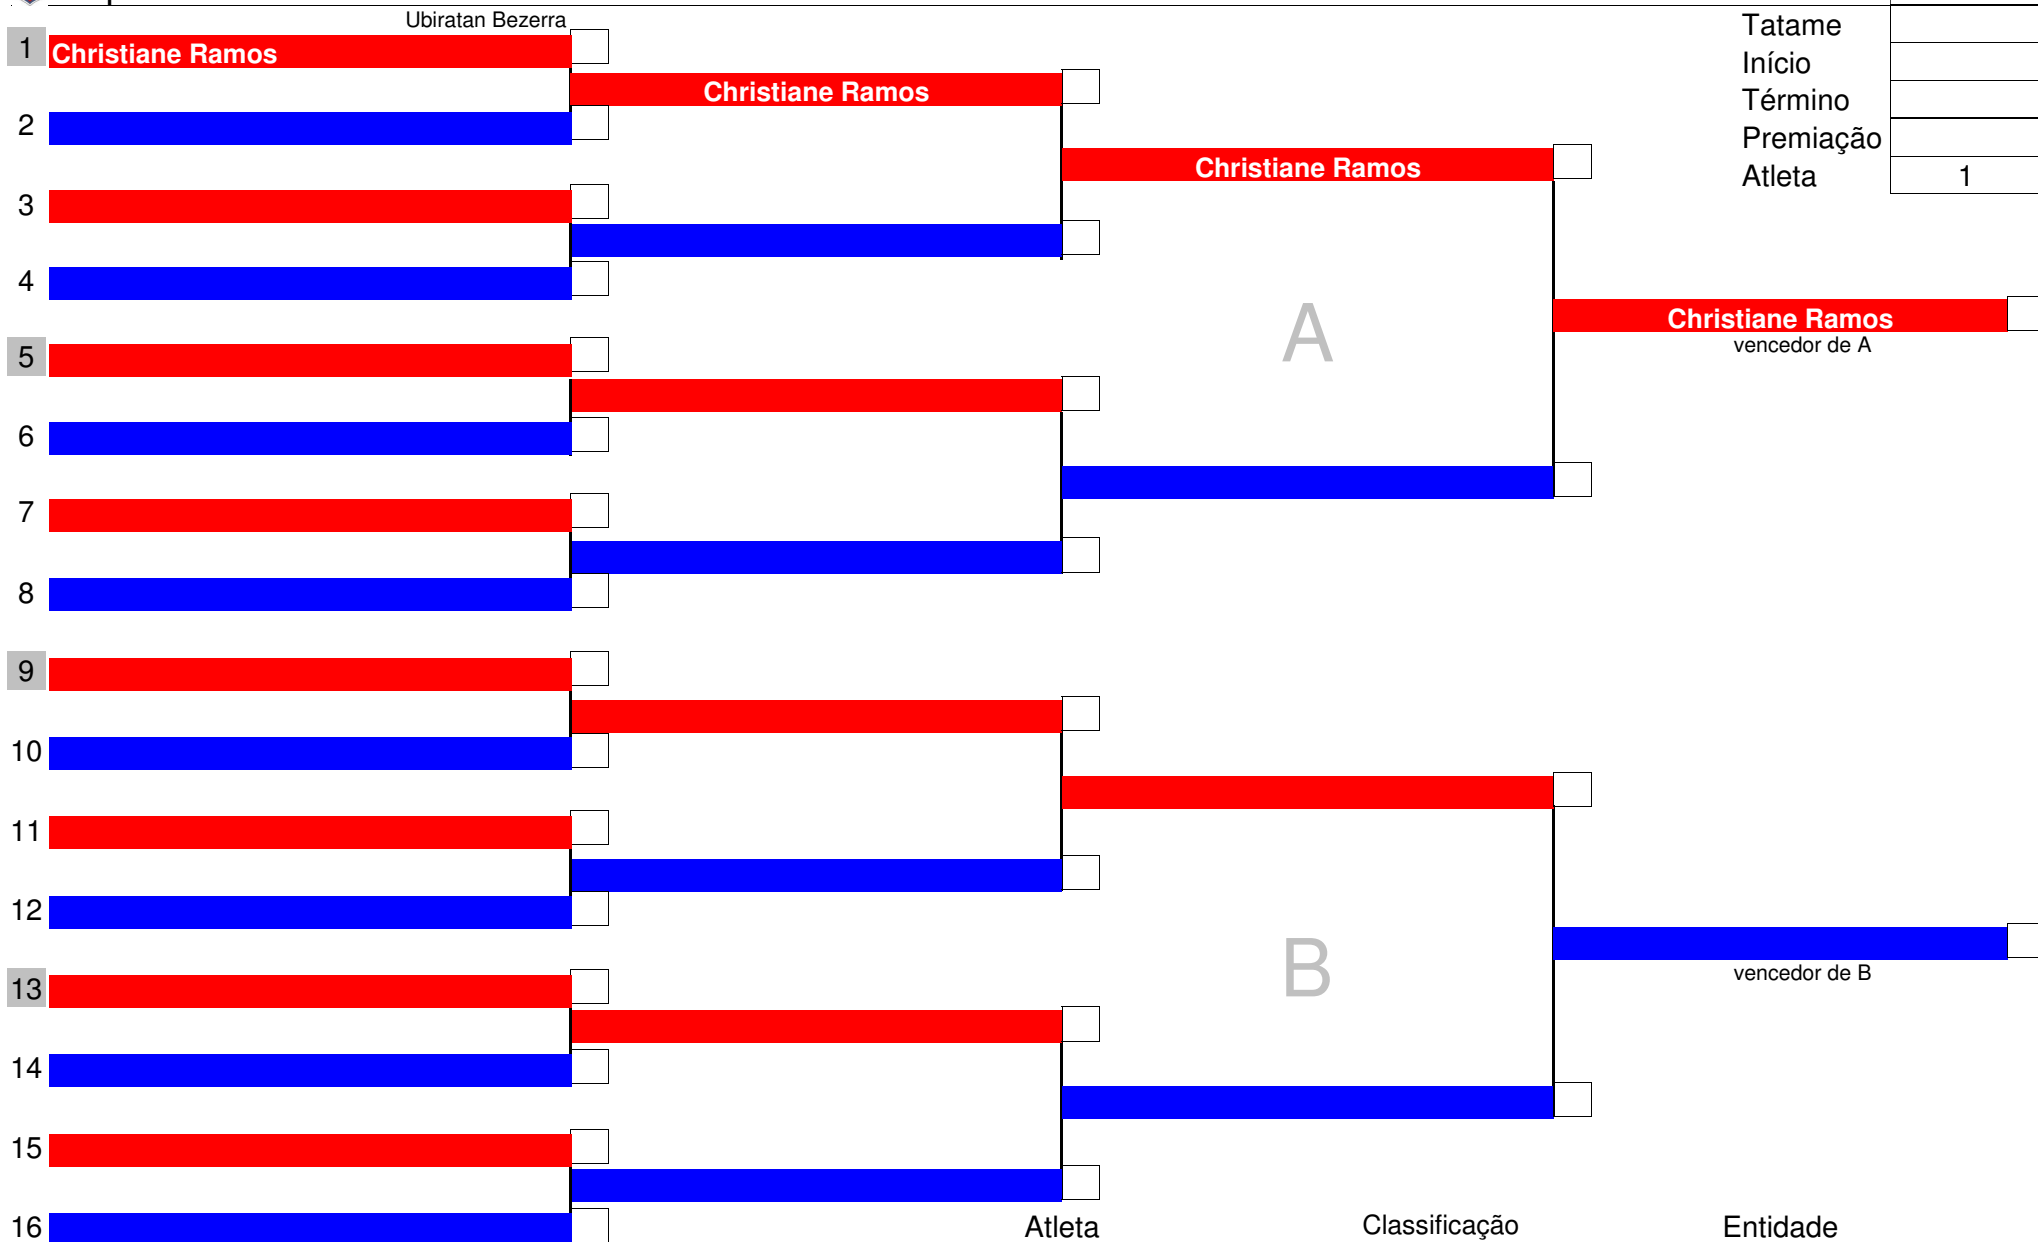 Ubiratan Bezerra
Tatame
1 Christiane Ramos
Início
Christiane Ramos
Término
2
Premiação
Christiane Ramos
Atleta 1
3
4
A
Christiane Ramos
vencedor de A
5
6
7
8
9
10
11
12
B
vencedor de B
13
14
15
16
Atleta Classificação Entidade